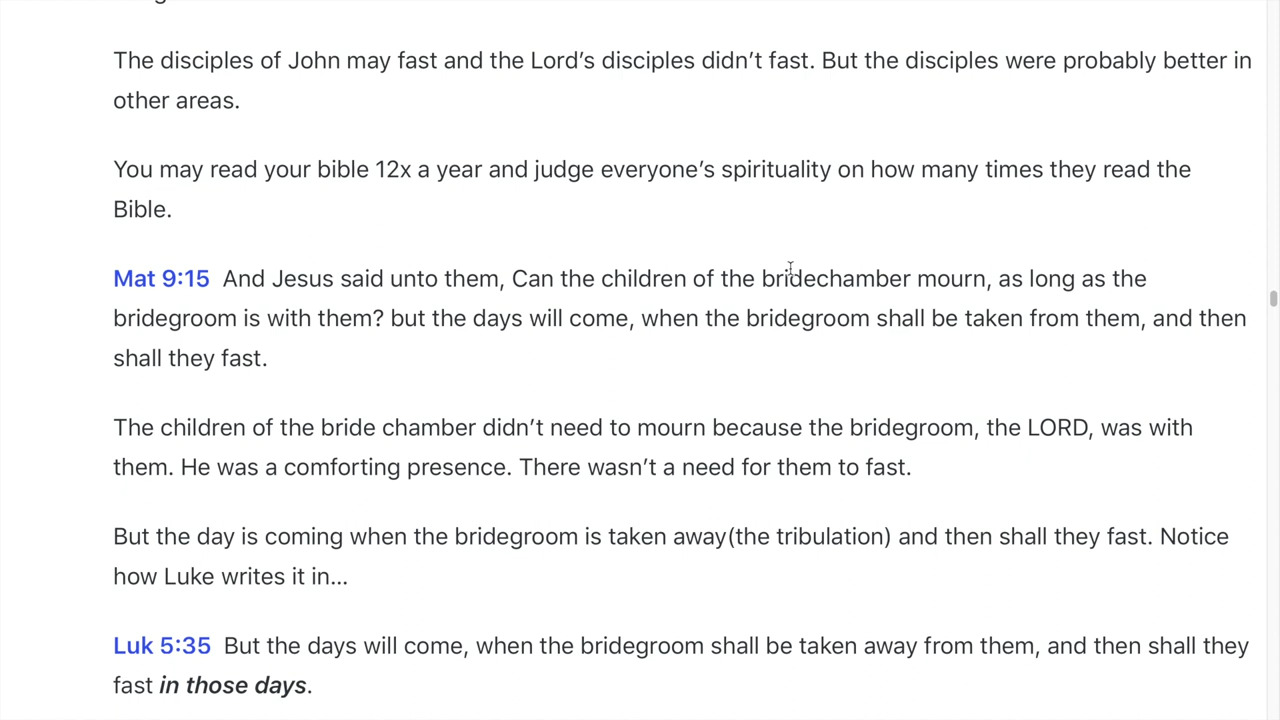 The disciples of John may fast and the Lord’s disciples didn’t fast. But the disciples were probably better in
other areas.
You may read your bible 12x a year and judge everyone’s spirituality on how many times they read the
Bible.
Mat 9:15 And Jesus said unto them, Can the children of the bridechamber mourn, as long as the
bridegroom is with them? but the days will come, when the bridegroom shall be taken from them, and then
shall they fast.
The children of the bride chamber didn’t need to mourn because the bridegroom, the LORD, was with
them. He was a comforting presence. There wasn’t a need for them to fast.
But the day is coming when the bridegroom is taken away(the tribulation) and then shall they fast. Notice
how Luke writes it in...
Luk 5:35 But the days will come, when the bridegroom shall be taken away from them, and then shall they
fast in those days.